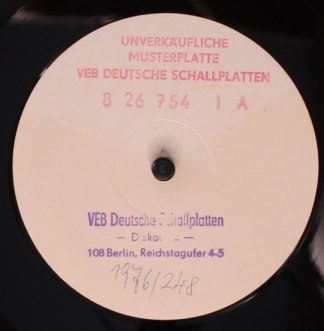 UNVERKÄUFLICHE
MUSTERPLATTE
VEB DEUTSCHE SCHALLPLATTEN
8 26 754 1 A
VEB Deutsche Schallplatten
108 Berlin, Reichstagufer 4-5
1976/248